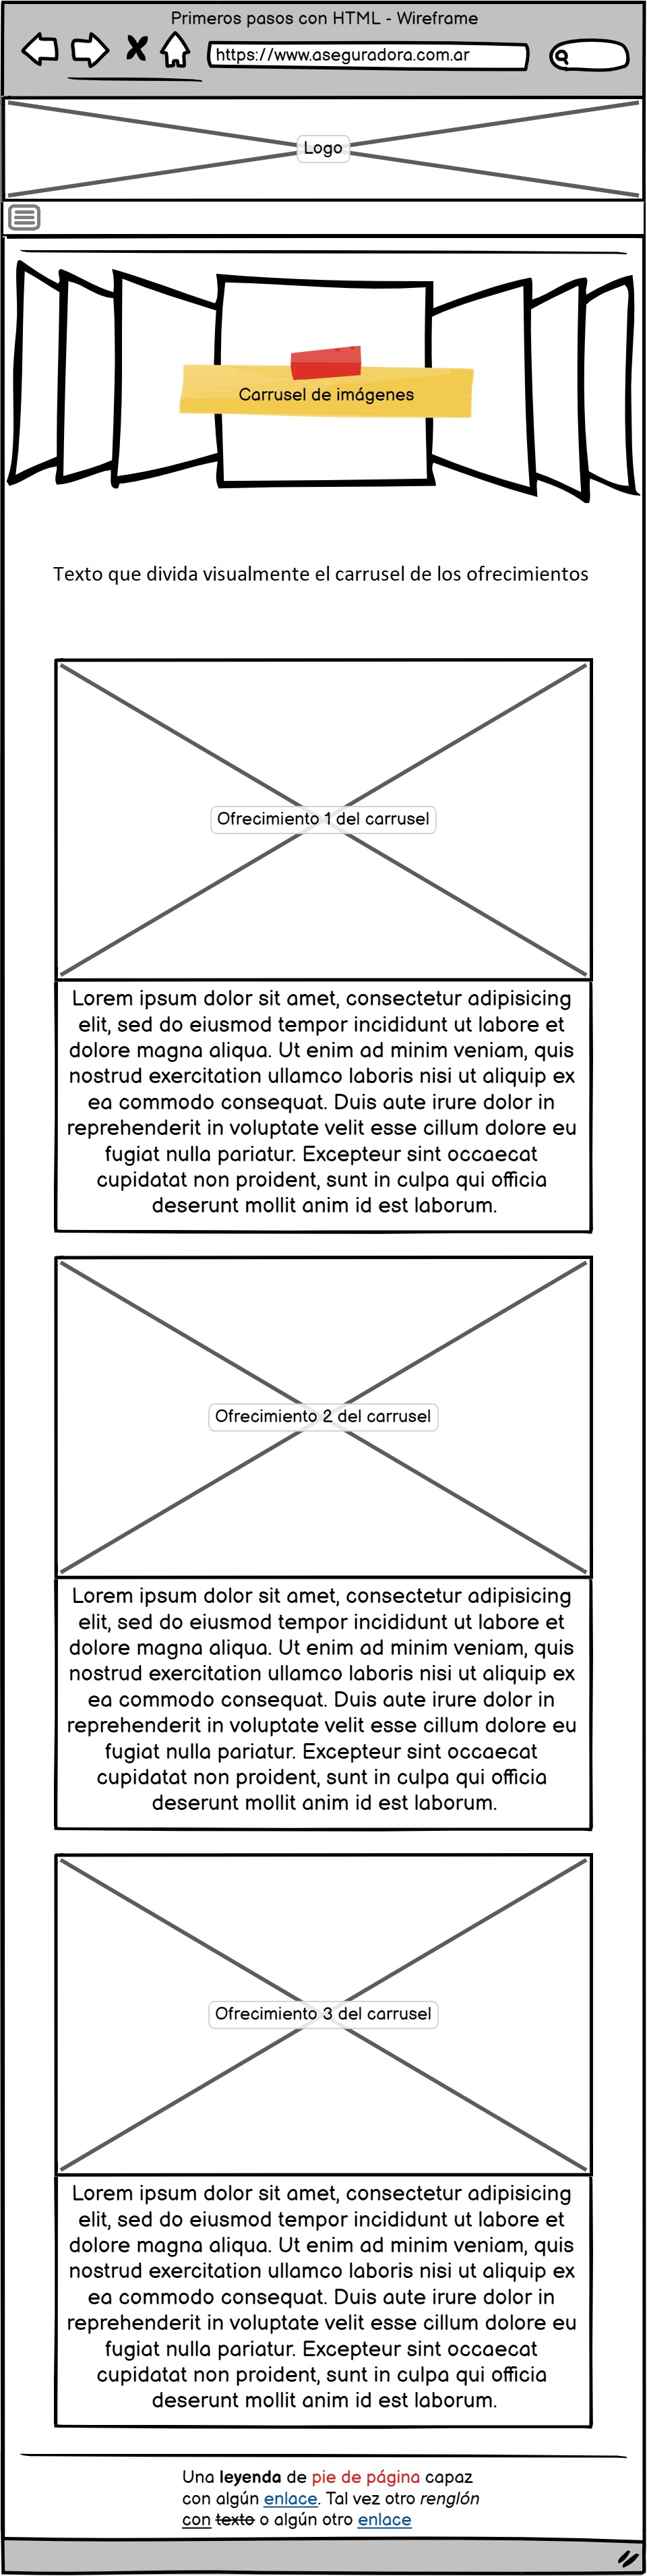 Primeros pasos con HTML - Wireframe
https://www.aseguradora.com.ar
Logo
Carrusel de imágenes
Texto que divida visualmente el carrusel de los ofrecimientos
Ofrecimiento 1 del carrusel
Lorem ipsum dolor sit amet, consectetur adipisicing
elit, sed do eiusmod tempor incididunt ut labore et
dolore magna aliqua. Ut enim ad minim veniam, quis
nostrud exercitation ullamco laboris nisi ut aliquip ex
ea commodo consequat. Duis aute irure dolor in
reprehenderit in voluptate velit esse cillum dolore eu
fugiat nulla pariatur. Excepteur sint occaecat
cupidatat non proident, sunt in culpa qui officia
deserunt mollit anim id est laborum.
Ofrecimiento 2 del carrusel
Lorem ipsum dolor sit amet, consectetur adipisicing
elit, sed do eiusmod tempor incididunt ut labore et
dolore magna aliqua. Ut enim ad minim veniam, quis
nostrud exercitation ullamco laboris nisi ut aliquip ex
ea commodo consequat. Duis aute irure dolor in
reprehenderit in voluptate velit esse cillum dolore eu
fugiat nulla pariatur. Excepteur sint occaecat
cupidatat non proident, sunt in culpa qui officia
deserunt mollit anim id est laborum.
Ofrecimiento 3 del carrusel
Lorem ipsum dolor sit amet, consectetur adipisicing
elit, sed do eiusmod tempor incididunt ut labore et
dolore magna aliqua. Ut enim ad minim veniam, quis
nostrud exercitation ullamco laboris nisi ut aliquip ex
ea commodo consequat. Duis aute irure dolor in
reprehenderit in voluptate velit esse cillum dolore eu
fugiat nulla pariatur. Excepteur sint occaecat
cupidatat non proident, sunt in culpa qui officia
deserunt mollit anim id est laborum.
Una leyenda de pie de página capaz
con algún enlace. Tal vez otro renglón
con texto o algún otro enlace